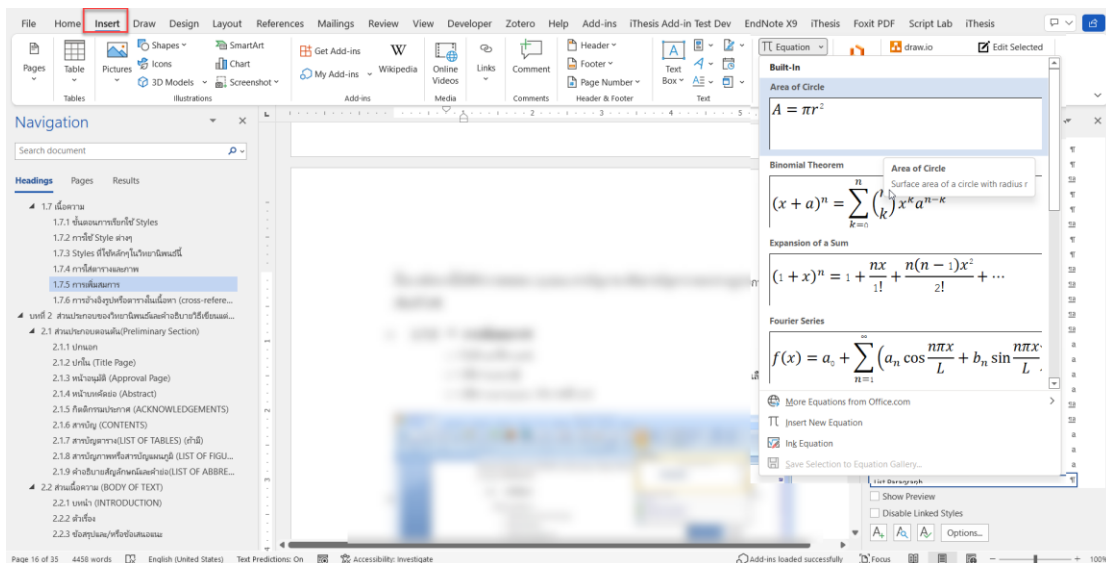 File Home Insert Draw Design Layout References Mailings Review View Developer Zotero Help Add-ins iThesis Add-in Test Dev EndNote X9 iThesis Foxit PDF Script Lab iThesis
Pages
Table
Tables
Pictures
Shapes
Icons
3D Models
SmartArt
Chart
Screenshot
Illustrations
Get Add-ins
My Add-ins
Wikipedia
Add-ins
Online Videos
Media
Links
Comment
Comments
Header
Footer
Page Number
Header & Footer
Text Box
Text
Equation
draw.io
Edit Selected
Navigation
Search document
Headings Pages Results
1.7 เนื้อความ
1.7.1 ขั้นตอนการเรียกใช้ Styles
1.7.2 การใช้ Style ต่างๆ
1.7.3 Styles ที่ใช้หลักๆในวิทยานิพนธ์นี้
1.7.4 การใส่ตารางและภาพ
1.7.5 การเพิ่มสมการ
1.7.6 การอ้างอิงรูปหรือตารางในเนื้อหา (cross-refere...
บทที่ 2 ส่วนประกอบของวิทยานิพนธ์และคำอธิบายวิธีเขียนแต่...
2.1 ส่วนประกอบตอนต้น(Preliminary Section)
2.1.1 ปกนอก
2.1.2 ปกใน (Title Page)
2.1.3 หน้าอนุมัติ (Approval Page)
2.1.4 หน้าบทคัดย่อ (Abstract)
2.1.5 กิตติกรรมประกาศ (ACKNOWLEDGEMENTS)
2.1.6 สารบัญ (CONTENTS)
2.1.7 สารบัญตาราง(LIST OF TABLES) (ถ้ามี)
2.1.8 สารบัญภาพหรือสารบัญแผนภูมิ (LIST OF FIGU...
2.1.9 คำอธิบายสัญลักษณ์และคำย่อ(LIST OF ABBRE...
2.2 ส่วนเนื้อความ (BODY OF TEXT)
2.2.1 บทนำ (INTRODUCTION)
2.2.2 ตัวเรื่อง
2.2.3 ข้อสรุปและ/หรือข้อเสนอแนะ
Built-In
Area of Circle
A = πr²
Binomial Theorem
Area of Circle
Surface area of a circle with radius r
(x + a)ⁿ = ∑ (n k) xᵏaⁿ⁻ᵏ
Expansion of a Sum
(1 + x)ⁿ = 1 + nx/1! + n(n − 1)x²/2! + ⋯
Fourier Series
f(x) = a₀ + ∑ (aₙ cos nπx/L + bₙ sin nπx/L
More Equations from Office.com
Insert New Equation
Ink Equation
Save Selection to Equation Gallery...
List Paragraph
Show Preview
Disable Linked Styles
Options...
Page 16 of 35 4458 words English (United States) Text Predictions: On Accessibility: Investigate Add-ins loaded successfully Focus 100%